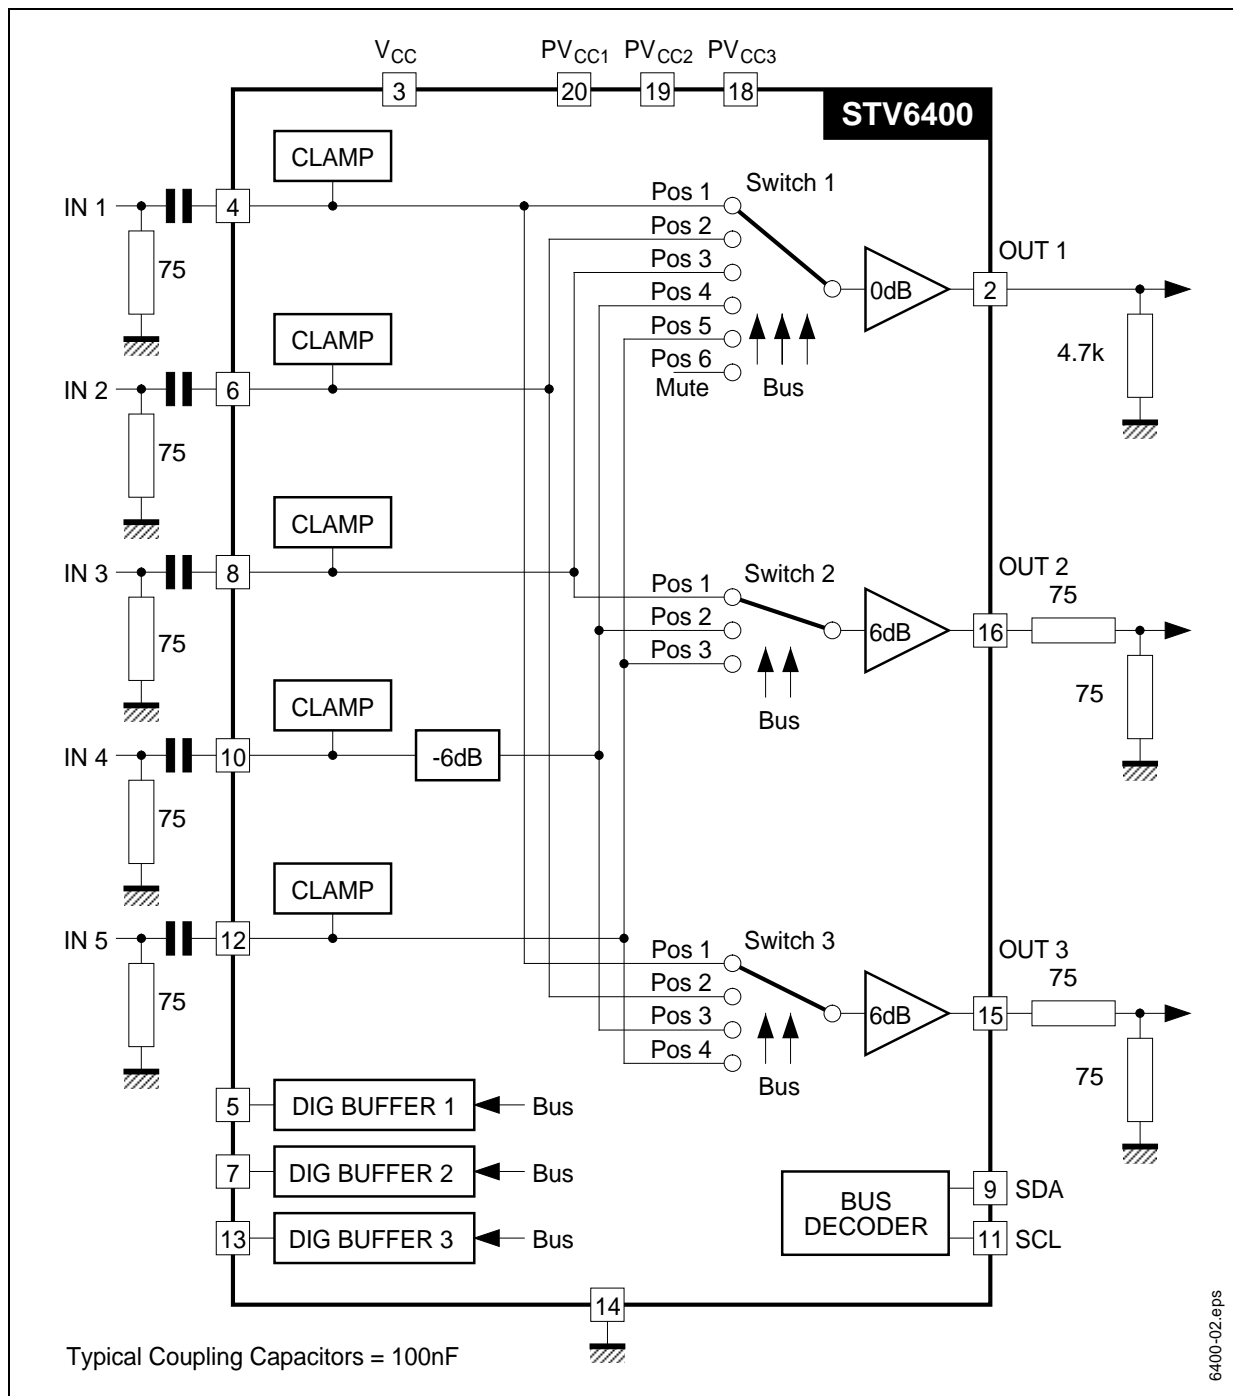 V_CC PV_CC1 PV_CC2 PV_CC3
3 20 19 18
STV6400
CLAMP
IN 1
4
75
Pos 1
Switch 1
Pos 2
Pos 3
Pos 4
Pos 5
Pos 6
Mute
Bus
0dB
OUT 1
2
4.7k
CLAMP
IN 2
6
75
CLAMP
IN 3
8
75
Pos 1
Switch 2
Pos 2
Pos 3
Bus
6dB
OUT 2
16
75
75
CLAMP
IN 4
10
-6dB
75
CLAMP
IN 5
12
75
Pos 1
Switch 3
Pos 2
Pos 3
Pos 4
Bus
6dB
OUT 3
15
75
75
5
DIG BUFFER 1
Bus
7
DIG BUFFER 2
Bus
13
DIG BUFFER 3
Bus
BUS
DECODER
9
SDA
11
SCL
14
Typical Coupling Capacitors = 100nF
6400-02.eps